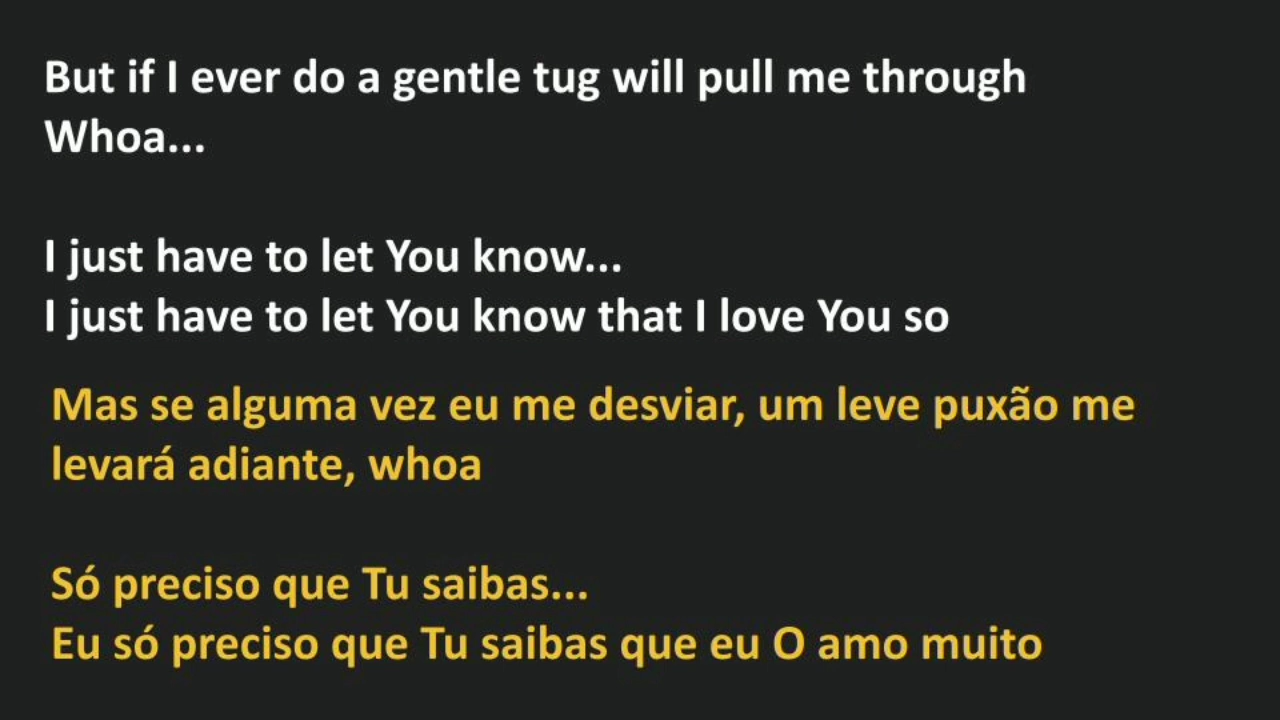 But if I ever do a gentle tug will pull me through
Whoa...
I just have to let You know...
I just have to let You know that I love You so
Mas se alguma vez eu me desviar, um leve puxão me
levará adiante, whoa
Só preciso que Tu saibas...
Eu só preciso que Tu saibas que eu O amo muito